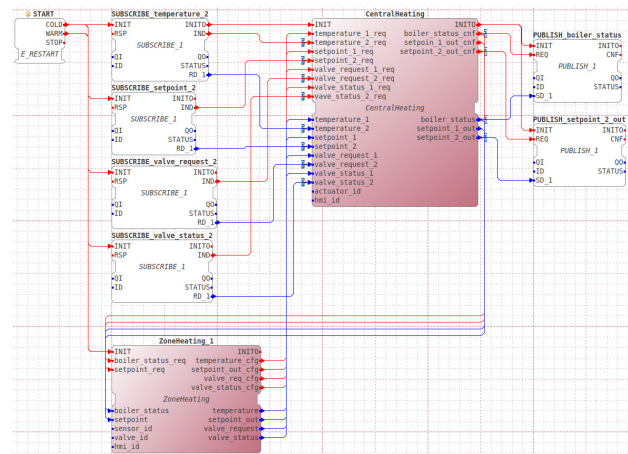 START
COLD
WARM
STOP
E_RESTART
SUBSCRIBE_temperature_2
INIT INITO
RSP IND
SUBSCRIBE_1
QI QO
ID STATUS
RD_1
SUBSCRIBE_setpoint_2
INIT INITO
RSP IND
SUBSCRIBE_1
QI QO
ID STATUS
RD_1
SUBSCRIBE_valve_request_2
INIT INITO
RSP IND
SUBSCRIBE_1
QI QO
ID STATUS
RD_1
SUBSCRIBE_valve_status_2
INIT INITO
RSP IND
SUBSCRIBE_1
QI QO
ID STATUS
RD_1
CentralHeating
INIT INITO
temperature_1_req boiler_status_cnf
temperature_2_req setpoin_1_out_cnf
setpoint_1_req setpoint_2_out_cnf
setpoint_2_req
valve_request_1_req
valve_request_2_req
valve_status_1_req
vave_status_2_req
CentralHeating
temperature_1 boiler_status
temperature_2 setpoint_1_out
setpoint_1 setpoint_2_out
setpoint_2
valve_request_1
valve_request_2
valve_status_1
valve_status_2
actuator_id
hmi_id
PUBLISH_boiler_status
INIT INITO
REQ CNF
PUBLISH_1
QI QO
ID STATUS
SD_1
PUBLISH_setpoint_2_out
INIT INITO
REQ CNF
PUBLISH_1
QI QO
ID STATUS
SD_1
ZoneHeating_1
INIT INITO
boiler_status_req temperature_cfg
setpoint_req setpoint_out_cfg
valve_req_cfg
valve_status_cfg
ZoneHeating
boiler_status temperature
setpoint setpoint_out
sensor_id valve_request
valve_id valve_status
hmi_id